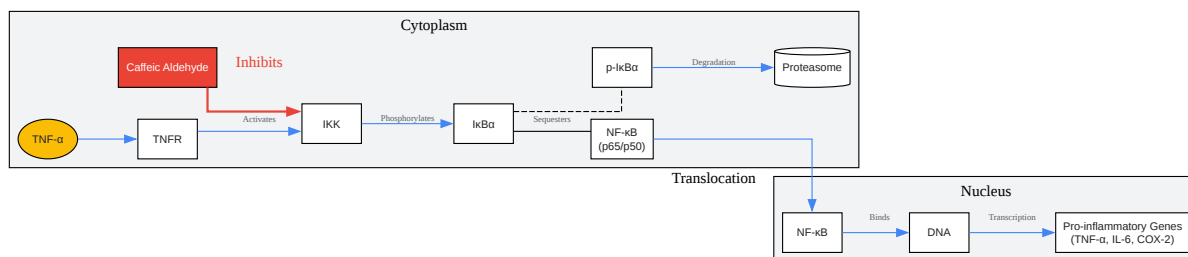 Cytoplasm
Caffeic Aldehyde
Inhibits
p-IκBα
Degradation
Proteasome
TNF-α
TNFR
Activates
IKK
Phosphorylates
IκBα
Sequesters
NF-κB
(p65/p50)
Translocation
Nucleus
NF-κB
Binds
DNA
Transcription
Pro-inflammatory Genes
(TNF-α, IL-6, COX-2)